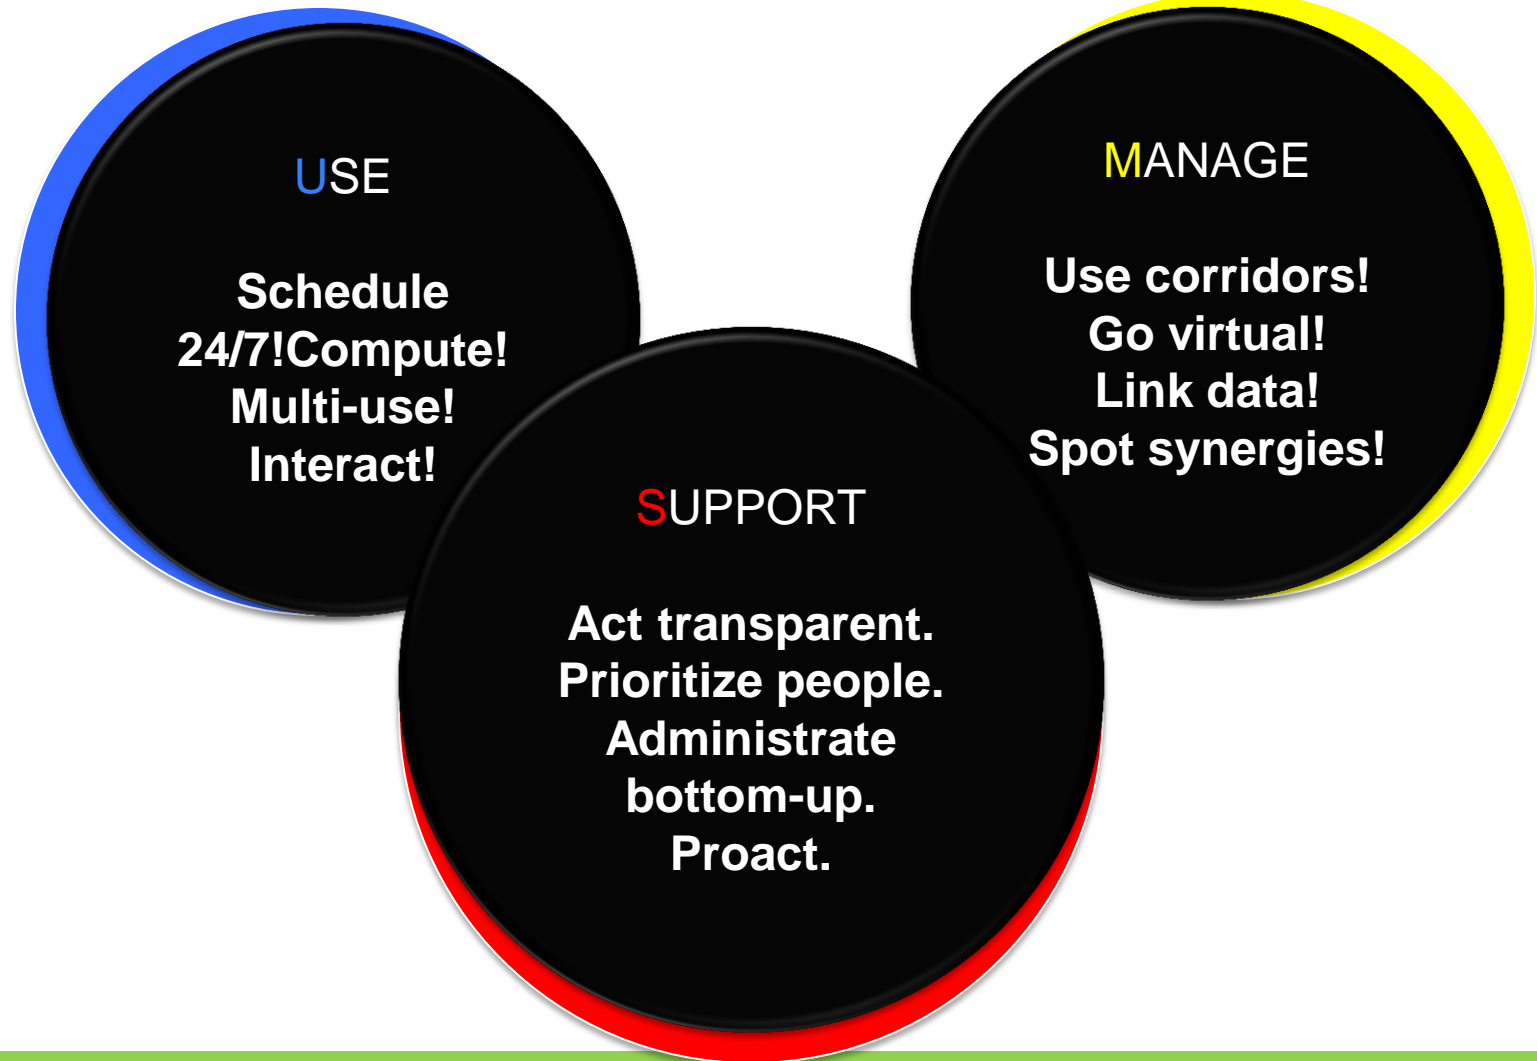 USE
Schedule
24/7!Compute!
Multi-use!
Interact!
MANAGE
Use corridors!
Go virtual!
Link data!
Spot synergies!
SUPPORT
Act transparent.
Prioritize people.
Administrate
bottom-up.
Proact.